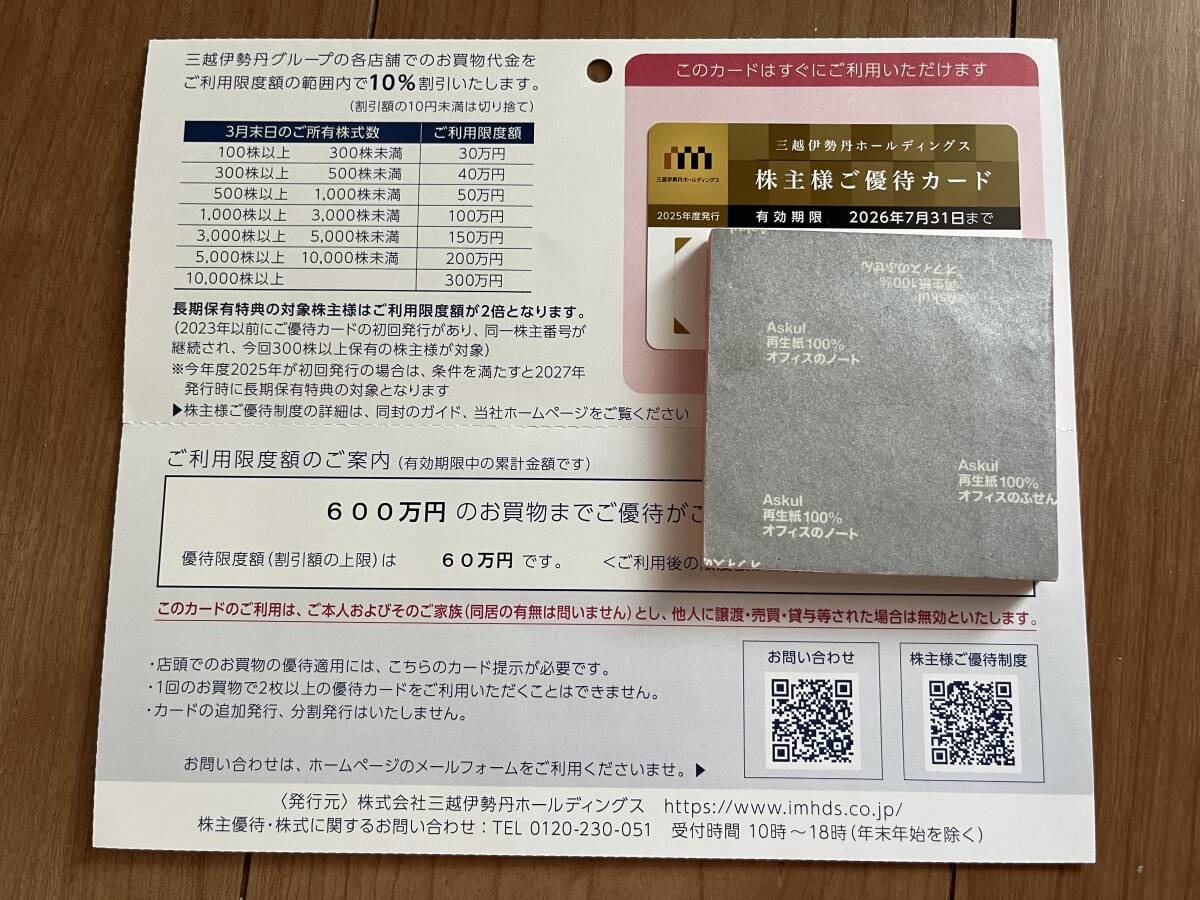 三越伊勢丹グループの各店舗でのお買物代金を
ご利用限度額の範囲内で10%割引いたします。
(割引額の10円未満は切り捨て)
3月末日のご所有株式数 ご利用限度額
100株以上 300株未満 30万円
300株以上 500株未満 40万円
500株以上 1,000株未満 50万円
1,000株以上 3,000株未満 100万円
3,000株以上 5,000株未満 150万円
5,000株以上 10,000株未満 200万円
10,000株以上 300万円
長期保有特典の対象株主様はご利用限度額が2倍となります。
(2023年以前にご優待カードの初回発行があり、同一株主番号が
継続され、今回300株以上保有の株主様が対象)
※今年度2025年が初回発行の場合は、条件を満たすと2027年
発行時に長期保有特典の対象となります
▶株主様ご優待制度の詳細は、同封のガイド、当社ホームページをご覧ください
このカードはすぐにご利用いただけます
三越伊勢丹ホールディングス
三越伊勢丹ホールディングス
株主様ご優待カード
2025年度発行 有効期限 2026年7月31日まで
オフィスのふせん
再生紙100%
Askul
Askul
再生紙100%
オフィスのノート
Askul
再生紙100%
オフィスのふせん
Askul
再生紙100%
オフィスのノート
ご利用限度額のご案内(有効期限中の累計金額です)
600万円 のお買物までご優待がご
優待限度額(割引額の上限)は 60万円 です。 <ご利用後の
このカードのご利用は、ご本人およびそのご家族(同居の有無は問いません)とし、他人に譲渡・売買・貸与等された場合は無効といたします。
・店頭でのお買物の優待適用には、こちらのカード提示が必要です。
・1回のお買物で2枚以上の優待カードをご利用いただくことはできません。
・カードの追加発行、分割発行はいたしません。
お問い合わせ
株主様ご優待制度
お問い合わせは、ホームページのメールフォームをご利用くださいませ。▶
〈発行元〉株式会社三越伊勢丹ホールディングス https://www.imhds.co.jp/
株主優待・株式に関するお問い合わせ:TEL 0120-230-051 受付時間 10時~18時(年末年始を除く)